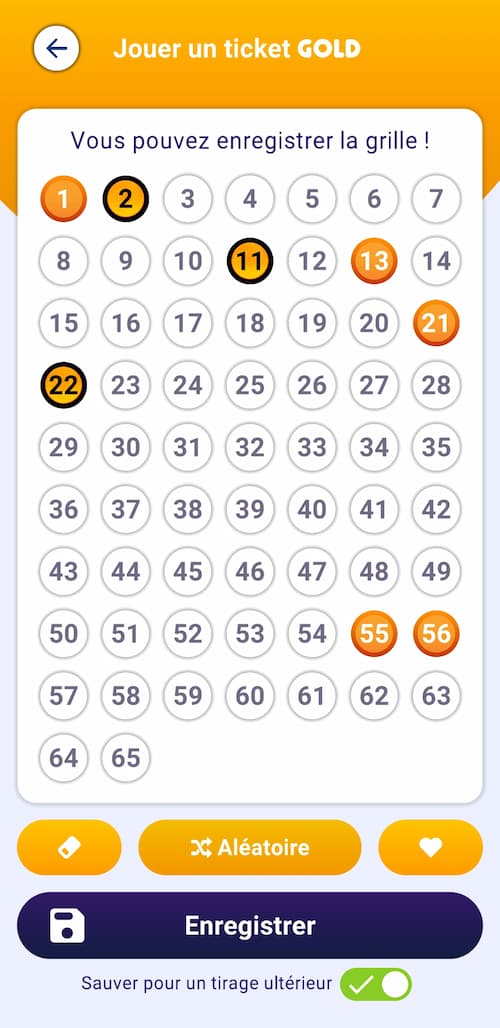 Jouer un ticket GOLD
Vous pouvez enregistrer la grille !
1 2 3 4 5 6 7
8 9 10 11 12 13 14
15 16 17 18 19 20 21
22 23 24 25 26 27 28
29 30 31 32 33 34 35
36 37 38 39 40 41 42
43 44 45 46 47 48 49
50 51 52 53 54 55 56
57 58 59 60 61 62 63
64 65
Aléatoire
Enregistrer
Sauver pour un tirage ultérieur